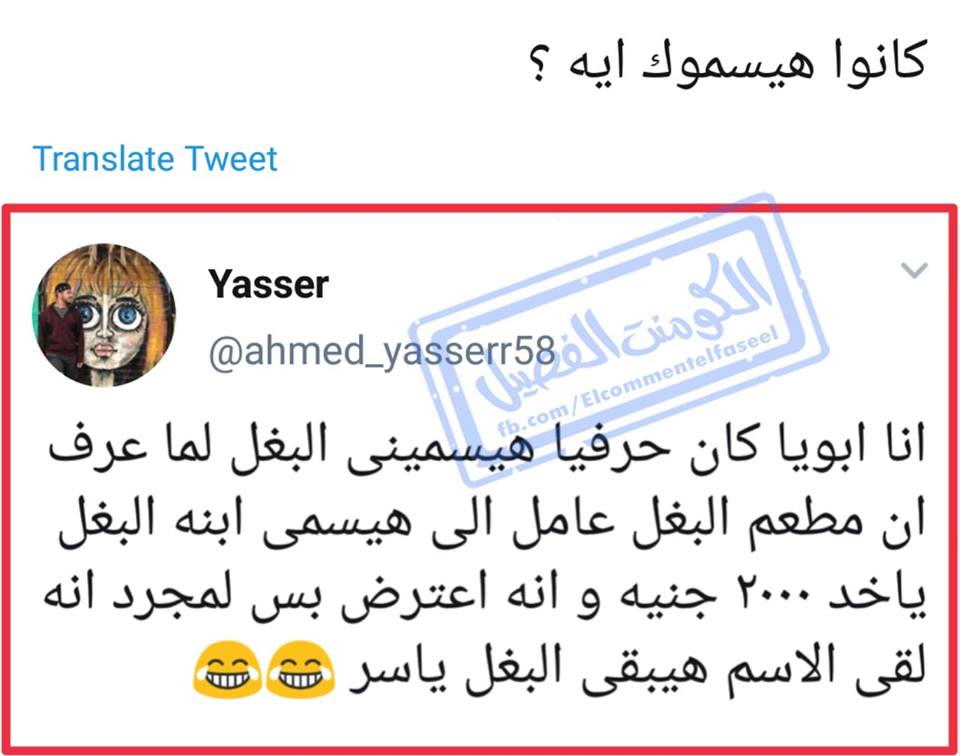 كانوا هيسموك ايه ؟
Translate Tweet
Yasser
@ahmed_yasserr58
الكومنت الفصيل
fb.com/Elcommentelfaseel
انا ابويا كان حرفيا هيسمينى البغل لما عرف
ان مطعم البغل عامل الى هيسمى ابنه البغل
ياخد ٢٠٠٠ جنيه و انه اعترض بس لمجرد انه
لقى الاسم هيبقى البغل ياسر 😂😂